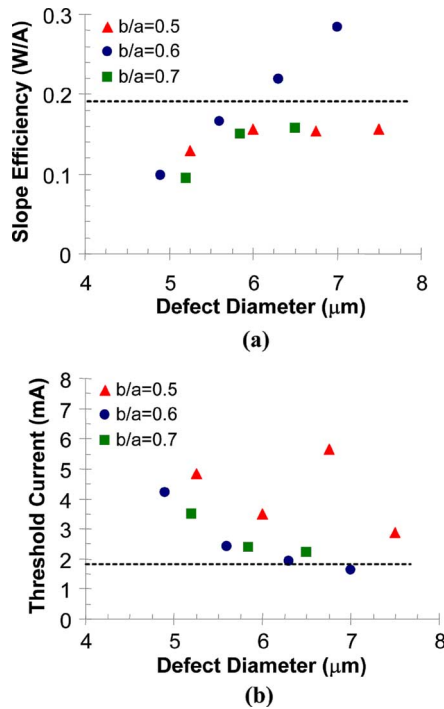 Slope Efficiency (W/A)
0.3
0.2
0.1
0
b/a=0.5
b/a=0.6
b/a=0.7
4 5 6 7 8
Defect Diameter (μm)
(a)
Threshold Current (mA)
8
7
6
5
4
3
2
1
0
b/a=0.5
b/a=0.6
b/a=0.7
4 5 6 7 8
Defect Diameter (μm)
(b)